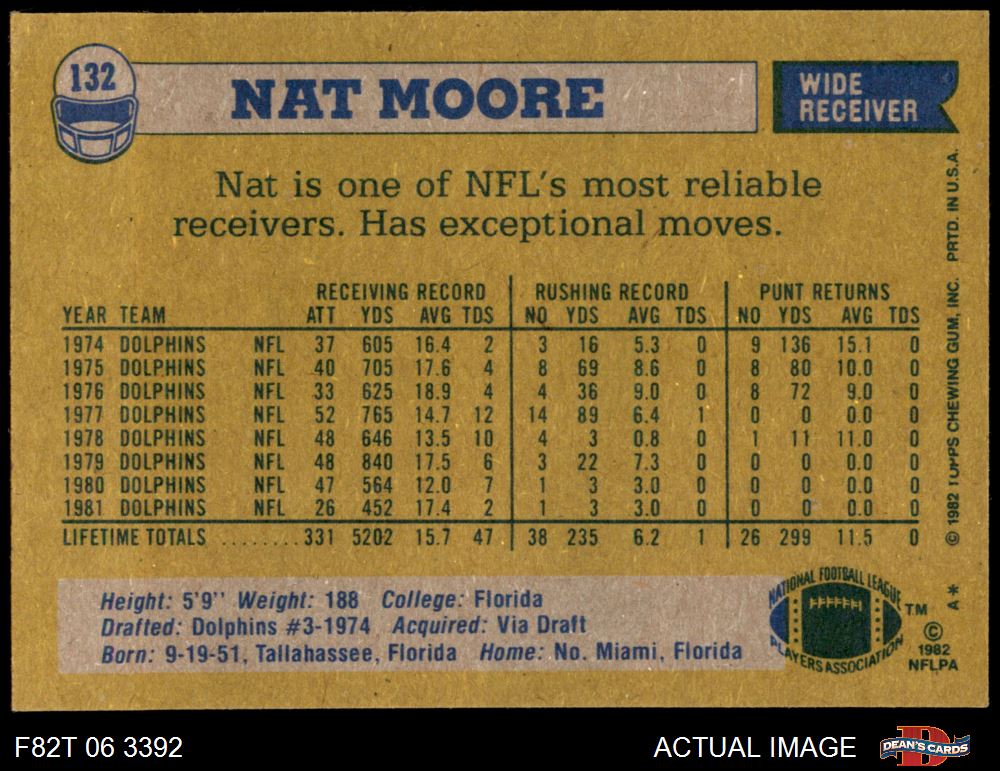 132
NAT MOORE
WIDE
RECEIVER
Nat is one of NFL's most reliable
receivers. Has exceptional moves.
RECEIVING RECORD RUSHING RECORD PUNT RETURNS
YEAR TEAM ATT YDS AVG TDS NO YDS AVG TDS NO YDS AVG TDS
1974 DOLPHINS NFL 37 605 16.4 2 3 16 5.3 0 9 136 15.1 0
1975 DOLPHINS NFL 40 705 17.6 4 8 69 8.6 0 8 80 10.0 0
1976 DOLPHINS NFL 33 625 18.9 4 4 36 9.0 0 8 72 9.0 0
1977 DOLPHINS NFL 52 765 14.7 12 14 89 6.4 1 0 0 0.0 0
1978 DOLPHINS NFL 48 646 13.5 10 4 3 0.8 0 1 11 11.0 0
1979 DOLPHINS NFL 48 840 17.5 6 3 22 7.3 0 0 0 0.0 0
1980 DOLPHINS NFL 47 564 12.0 7 1 3 3.0 0 0 0 0.0 0
1981 DOLPHINS NFL 26 452 17.4 2 1 3 3.0 0 0 0 0.0 0
LIFETIME TOTALS ........ 331 5202 15.7 47 38 235 6.2 1 26 299 11.5 0
© 1982 TOPPS CHEWING GUM, INC. PRTD. IN U.S.A.
A*
Height: 5'9" Weight: 188 College: Florida
Drafted: Dolphins #3-1974 Acquired: Via Draft
Born: 9-19-51, Tallahassee, Florida Home: No. Miami, Florida
NATIONAL FOOTBALL LEAGUE
PLAYERS ASSOCIATION
TM
©
1982
NFLPA
F82T 06 3392
ACTUAL IMAGE
DEAN'S CARDS